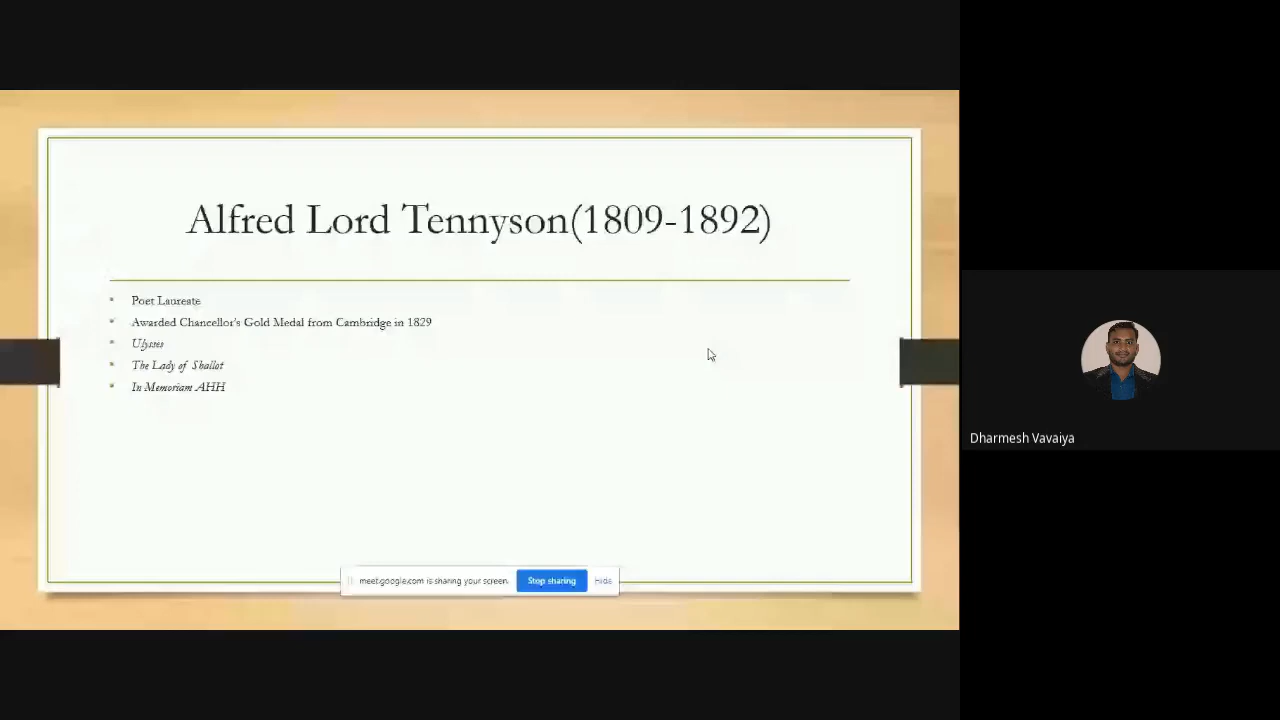 Alfred Lord Tennyson(1809-1892)
Poet Laureate
Awarded Chancellor's Gold Medal from Cambridge in 1829
Ulysses
The Lady of Shallot
In Memoriam AHH
meet.google.com is sharing your screen.
Stop sharing
Hide
Dharmesh Vavaiya